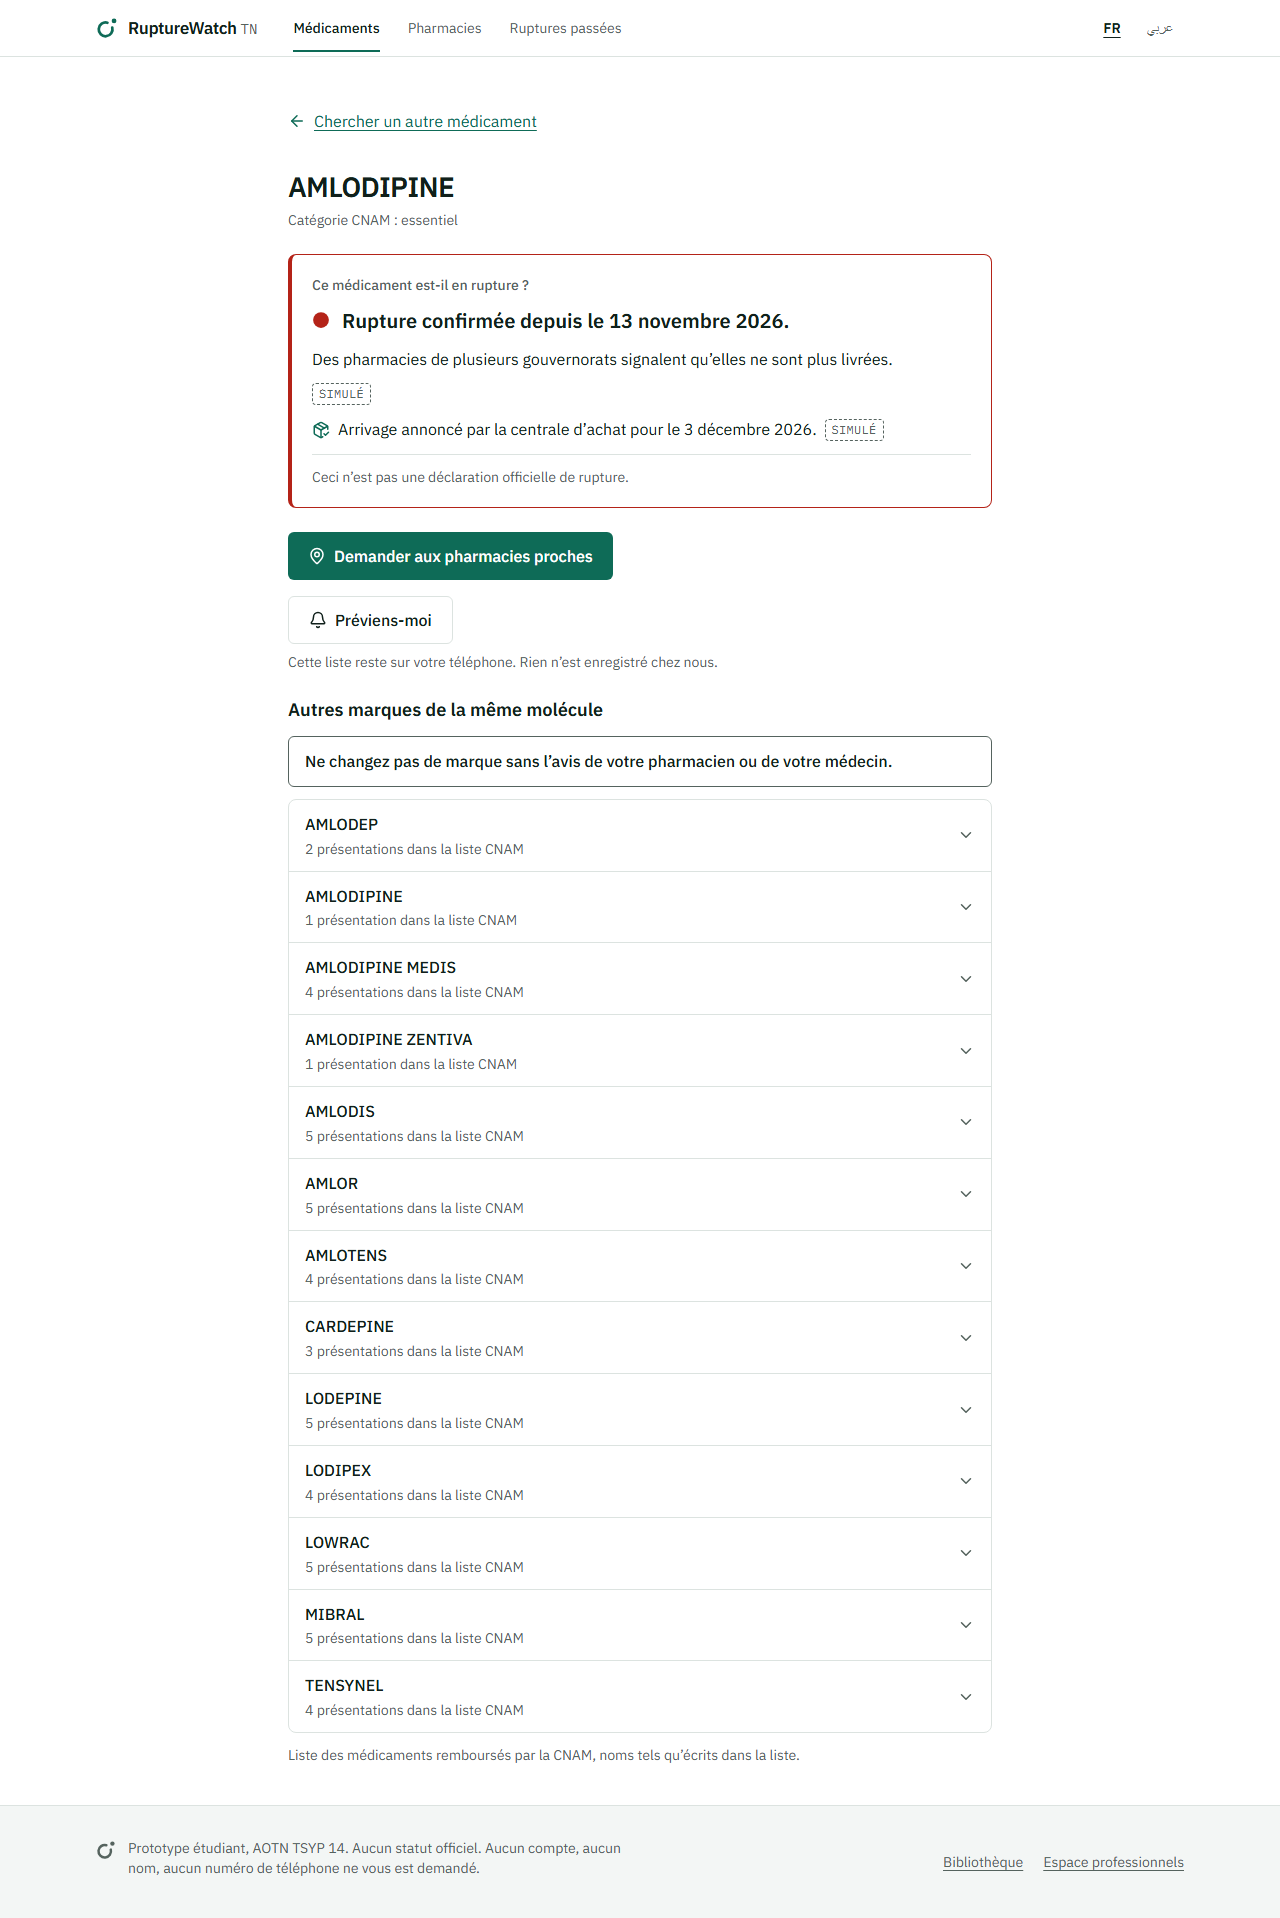 RuptureWatch TN
Médicaments
Pharmacies
Ruptures passées
FR
عربي
Chercher un autre médicament
AMLODIPINE
Catégorie CNAM : essentiel
Ce médicament est-il en rupture ?
Rupture confirmée depuis le 13 novembre 2026.
Des pharmacies de plusieurs gouvernorats signalent qu’elles ne sont plus livrées.
SIMULÉ
Arrivage annoncé par la centrale d’achat pour le 3 décembre 2026. SIMULÉ
Ceci n’est pas une déclaration officielle de rupture.
Demander aux pharmacies proches
Préviens-moi
Cette liste reste sur votre téléphone. Rien n’est enregistré chez nous.
Autres marques de la même molécule
Ne changez pas de marque sans l’avis de votre pharmacien ou de votre médecin.
AMLODEP
2 présentations dans la liste CNAM
AMLODIPINE
1 présentation dans la liste CNAM
AMLODIPINE MEDIS
4 présentations dans la liste CNAM
AMLODIPINE ZENTIVA
1 présentation dans la liste CNAM
AMLODIS
5 présentations dans la liste CNAM
AMLOR
5 présentations dans la liste CNAM
AMLOTENS
4 présentations dans la liste CNAM
CARDEPINE
3 présentations dans la liste CNAM
LODEPINE
5 présentations dans la liste CNAM
LODIPEX
4 présentations dans la liste CNAM
LOWRAC
5 présentations dans la liste CNAM
MIBRAL
5 présentations dans la liste CNAM
TENSYNEL
4 présentations dans la liste CNAM
Liste des médicaments remboursés par la CNAM, noms tels qu’écrits dans la liste.
Prototype étudiant, AOTN TSYP 14. Aucun statut officiel. Aucun compte, aucun
nom, aucun numéro de téléphone ne vous est demandé.
Bibliothèque
Espace professionnels